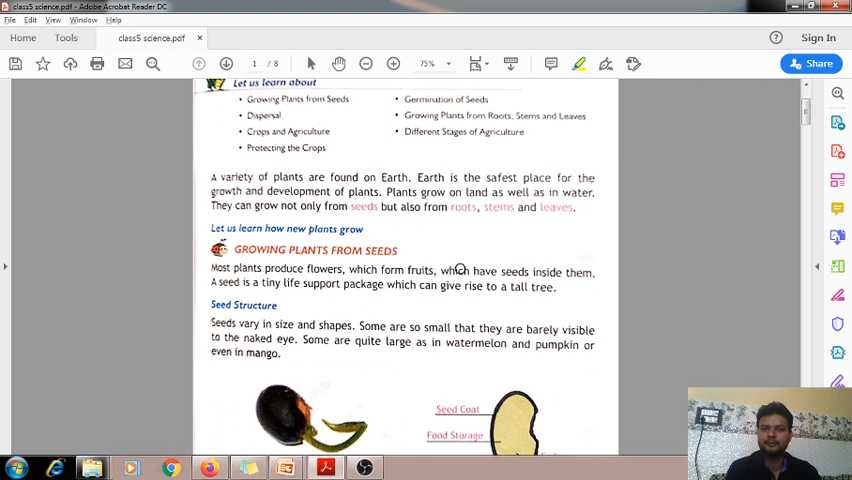 class5 science.pdf - Adobe Acrobat Reader DC
File Edit View Window Help
Home Tools class5 science.pdf × Sign In
1 / 8 75% Share
Let us learn about
• Growing Plants from Seeds
• Dispersal
• Crops and Agriculture
• Protecting the Crops
• Germination of Seeds
• Growing Plants from Roots, Stems and Leaves
• Different Stages of Agriculture
A variety of plants are found on Earth. Earth is the safest place for the
growth and development of plants. Plants grow on land as well as in water.
They can grow not only from seeds but also from roots, stems and leaves.
Let us learn how new plants grow
GROWING PLANTS FROM SEEDS
Most plants produce flowers, which form fruits, which have seeds inside them.
A seed is a tiny life support package which can give rise to a tall tree.
Seed Structure
Seeds vary in size and shapes. Some are so small that they are barely visible
to the naked eye. Some are quite large as in watermelon and pumpkin or
even in mango.
Seed Coat
Food Storage